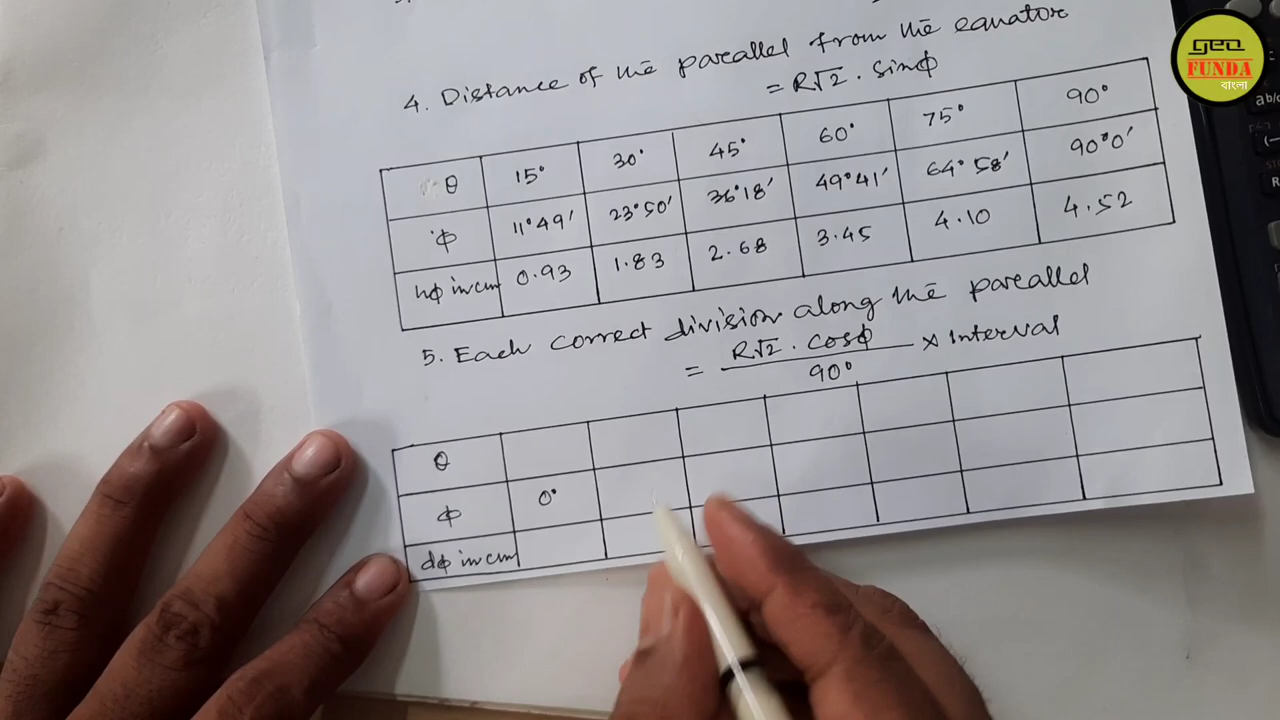 4. Distance of the parallel from the equator
= R√2 . sinϕ
θ 15° 30° 45° 60° 75° 90°
ϕ 11°49' 23°50' 36°18' 49°41' 64°58' 90°0'
hϕ in cm 0.93 1.83 2.68 3.45 4.10 4.52
5. Each correct division along the parallel
= R√2 . cosϕ / 90° × Interval
θ
ϕ 0°
dϕ in cm
geo
FUNDA
বাংলা